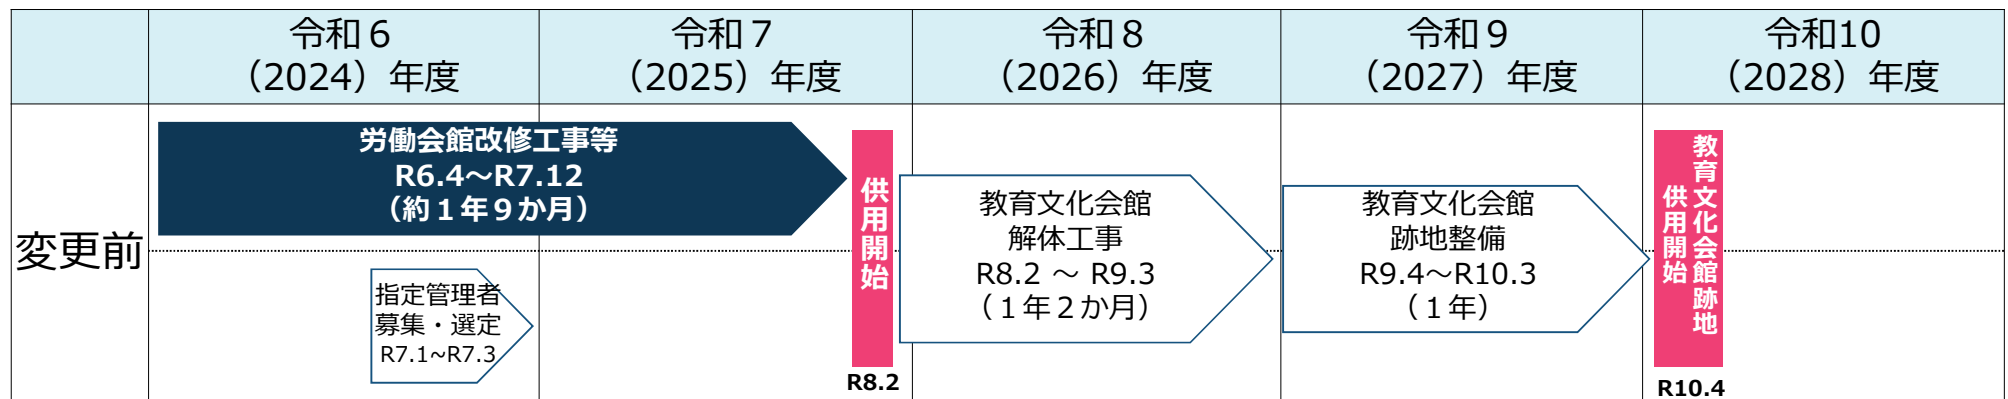 令和６
（2024）年度
令和７
（2025）年度
令和８
（2026）年度
令和９
（2027）年度
令和10
（2028）年度
変更前
労働会館改修工事等
R6.4～R7.12
（約１年９か月）
指定管理者
募集・選定
R7.1~R7.3
供用開始
R8.2
教育文化会館
解体工事
R8.2 ～ R9.3
（１年２か月）
教育文化会館
跡地整備
R9.4～R10.3
（１年）
教育文化会館跡地
供用開始
R10.4